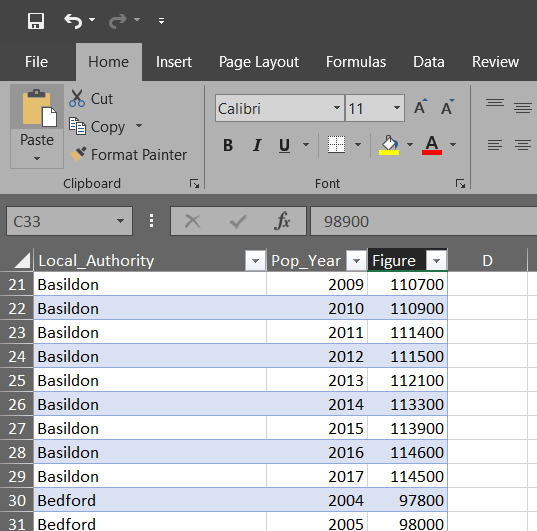 File Home Insert Page Layout Formulas Data Review
Cut
Copy
Format Painter
Paste
Calibri 11
B I U A A A
Clipboard Font
C33 fx 98900
Local_Authority Pop_Year Figure D
21 Basildon 2009 110700
22 Basildon 2010 110900
23 Basildon 2011 111400
24 Basildon 2012 111500
25 Basildon 2013 112100
26 Basildon 2014 113300
27 Basildon 2015 113900
28 Basildon 2016 114600
29 Basildon 2017 114500
30 Bedford 2004 97800
31 Bedford 2005 98000